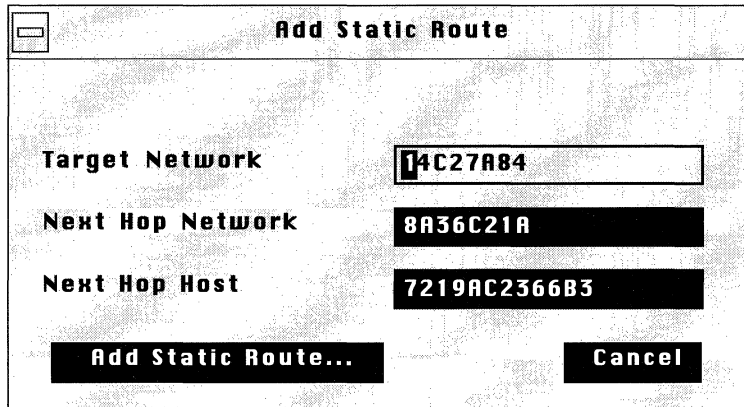 Add Static Route
Target Network 14C27A84
Next Hop Network 8A36C21A
Next Hop Host 7219AC2366B3
Add Static Route... Cancel